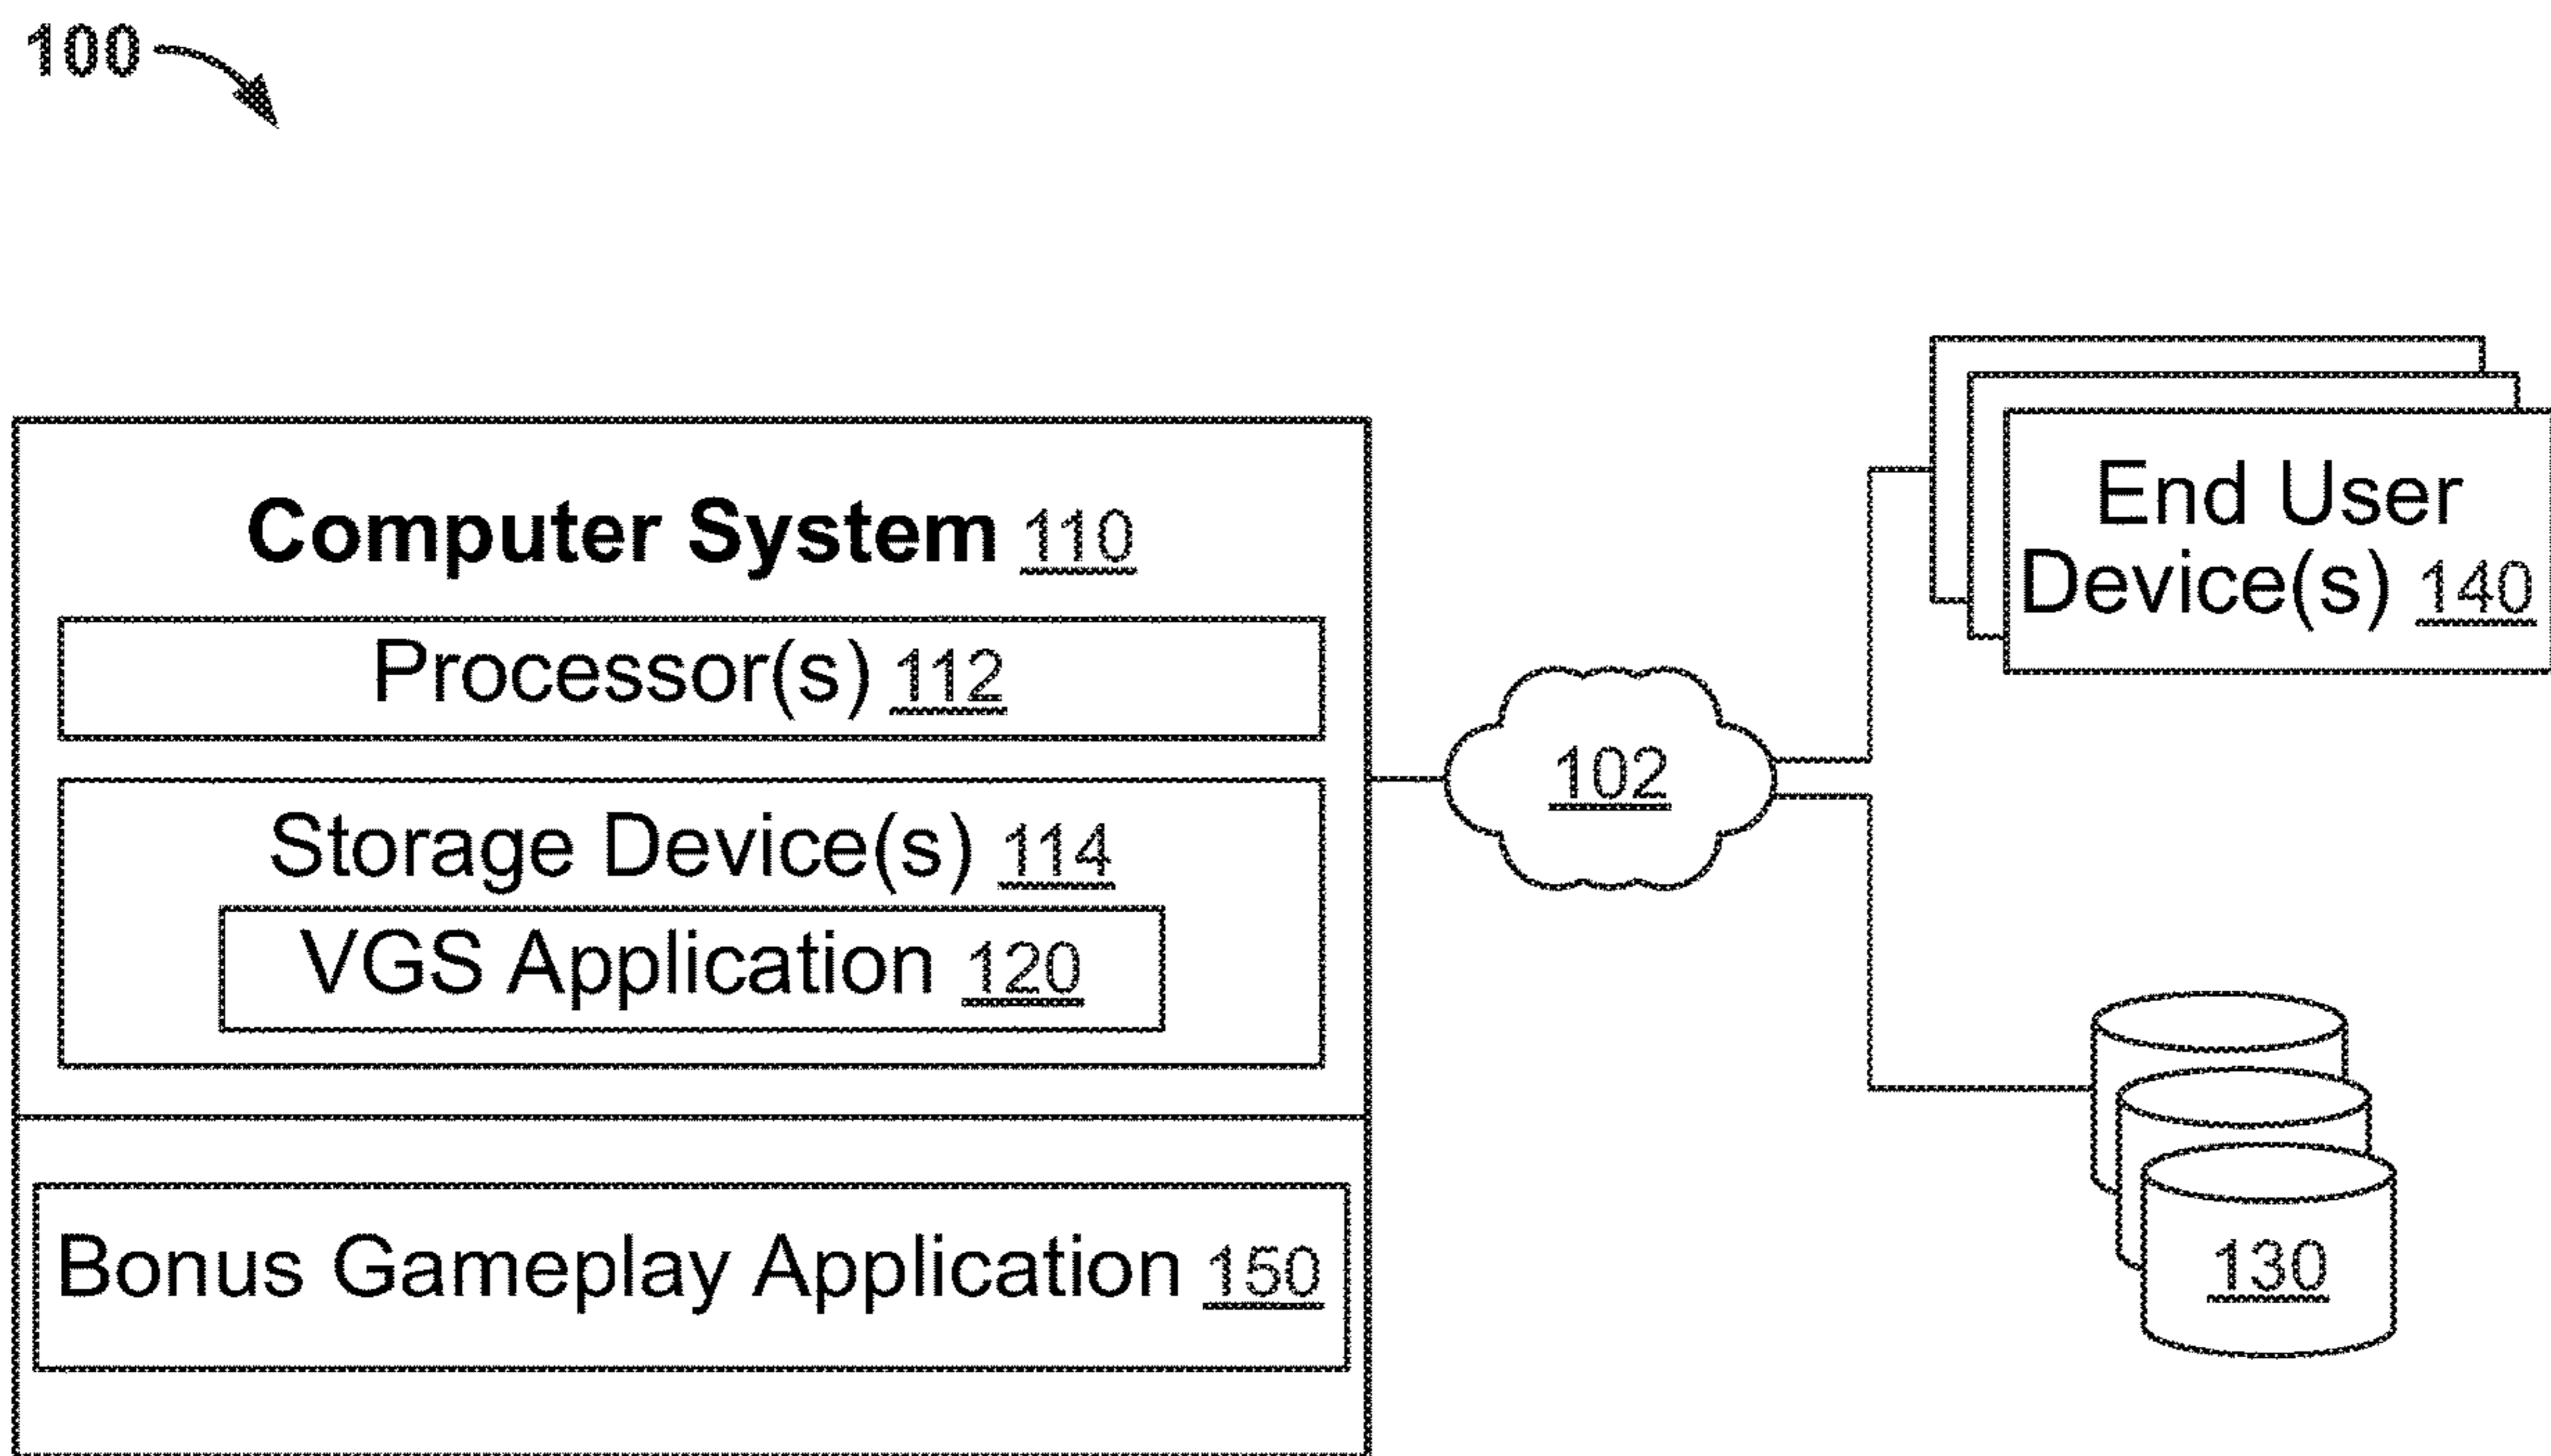 100
Computer System 110
Processor(s) 112
Storage Device(s) 114
VGS Application 120
Bonus Gameplay Application 150
102
End User
Device(s) 140
130